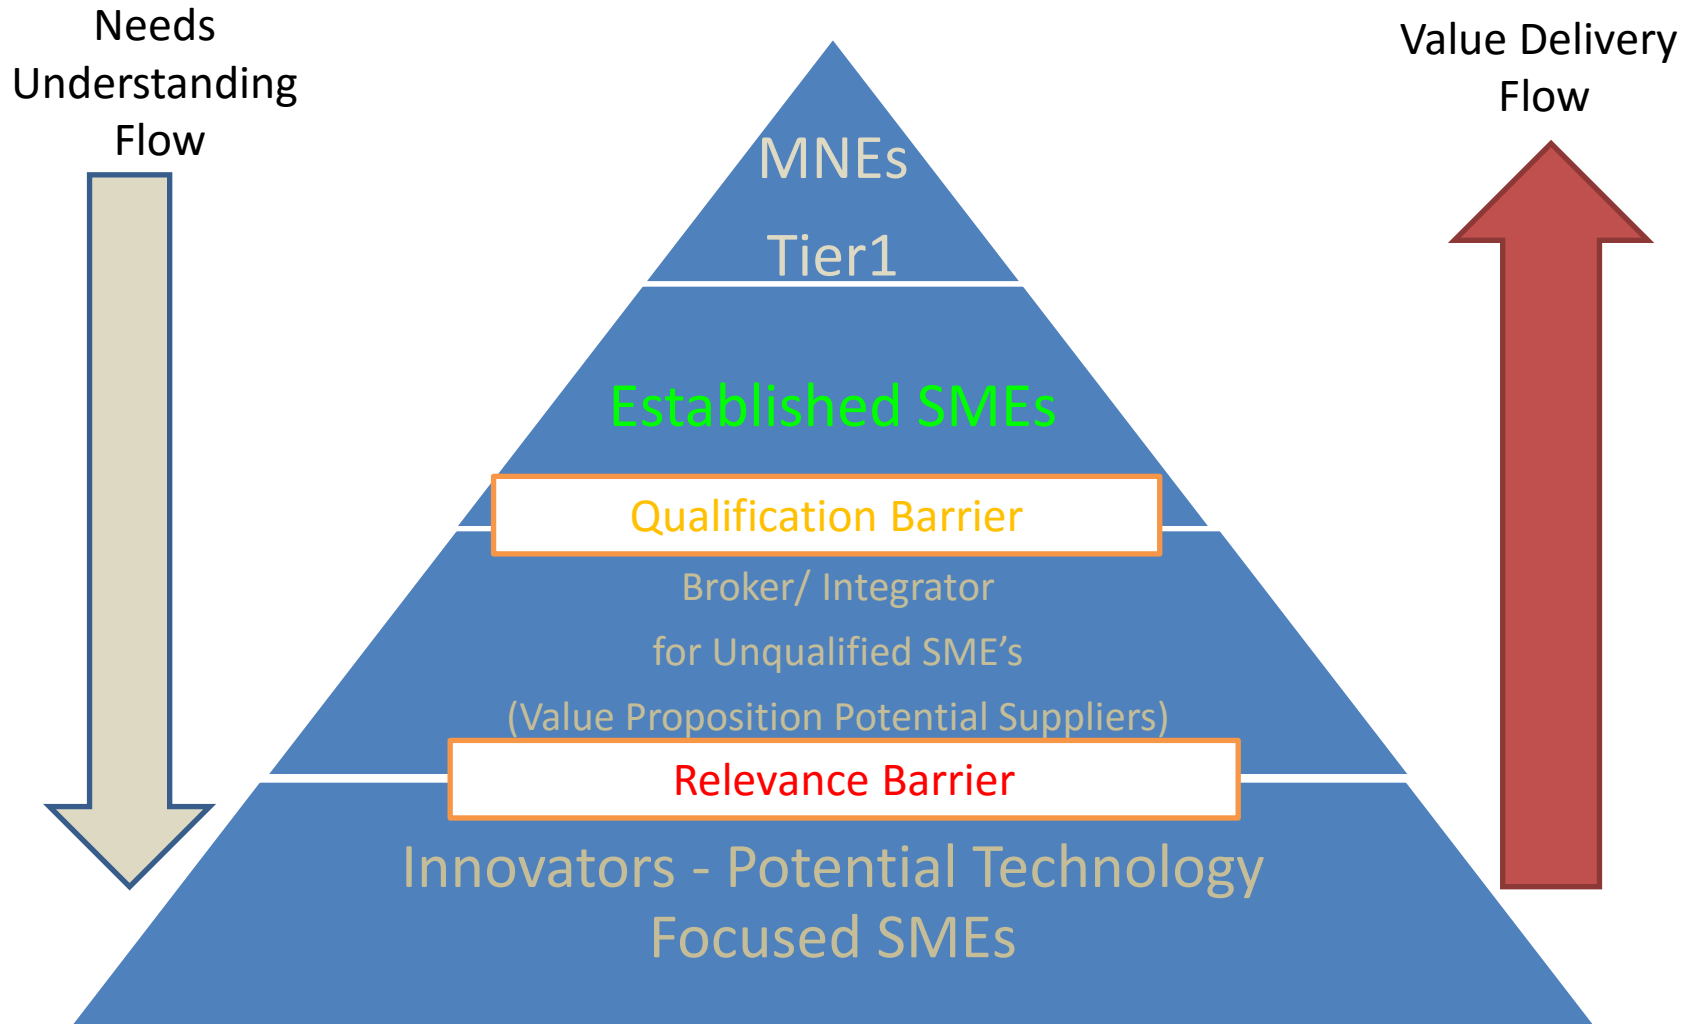 Needs
Understanding
Flow
Value Delivery
Flow
MNEs
Tier1
Established SMEs
Qualification Barrier
Broker/ Integrator
for Unqualified SME’s
(Value Proposition Potential Suppliers)
Relevance Barrier
Innovators - Potential Technology
Focused SMEs